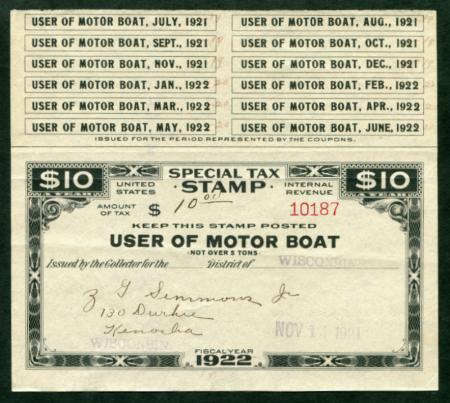 USER OF MOTOR BOAT, JULY, 1921 USER OF MOTOR BOAT, AUG., 1921
USER OF MOTOR BOAT, SEPT., 1921 USER OF MOTOR BOAT, OCT., 1921
USER OF MOTOR BOAT, NOV., 1921 USER OF MOTOR BOAT, DEC., 1921
USER OF MOTOR BOAT, JAN., 1922 USER OF MOTOR BOAT, FEB., 1922
USER OF MOTOR BOAT, MAR., 1922 USER OF MOTOR BOAT, APR., 1922
USER OF MOTOR BOAT, MAY, 1922 USER OF MOTOR BOAT, JUNE, 1922
ISSUED FOR THE PERIOD REPRESENTED BY THE COUPONS.
$10 SPECIAL TAX $10
A YEAR UNITED STATES · STAMP · INTERNAL REVENUE A YEAR
AMOUNT OF TAX $ 10 00 10187
KEEP THIS STAMP POSTED
USER OF MOTOR BOAT
· NOT OVER 5 TONS ·
Issued by the Collector for the District of WISCONSIN
Z G Simmons Jr
130 Durkee
Kenosha
WISCONSIN. NOV 1921
FISCAL YEAR
1922